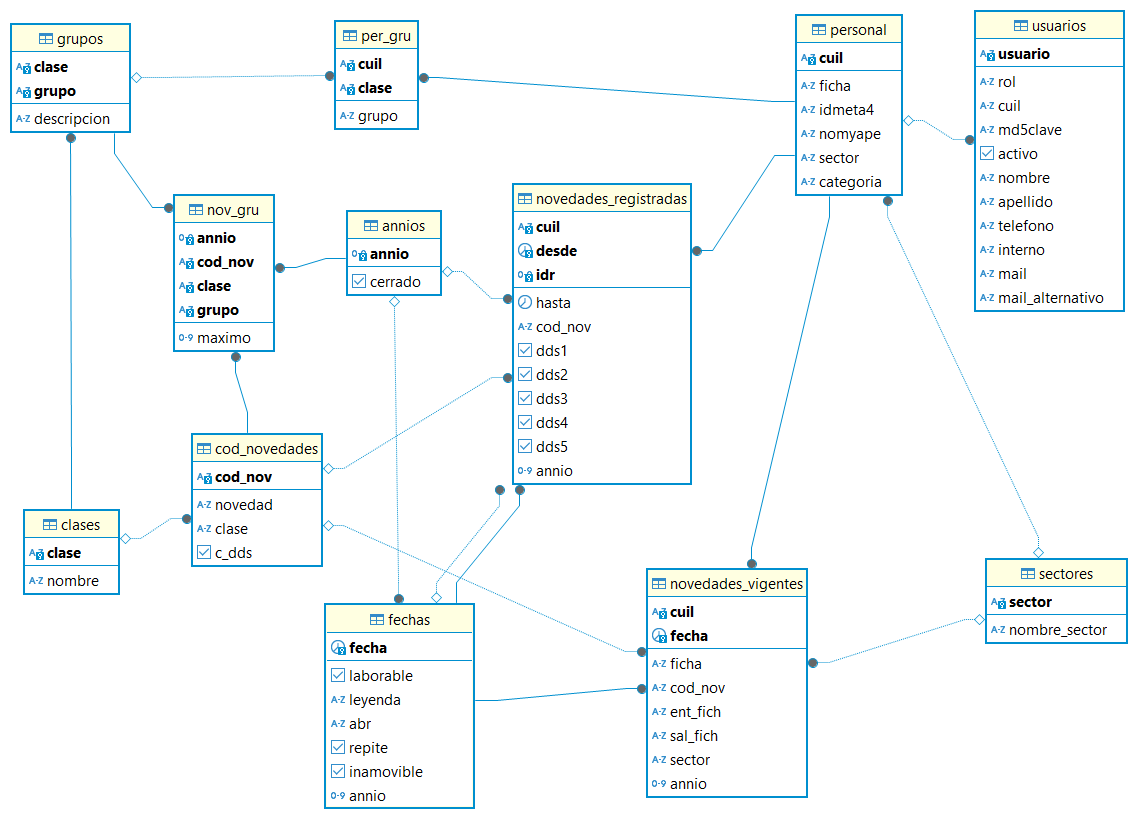 grupos
clase
grupo
descripcion
per_gru
cuil
clase
grupo
personal
cuil
ficha
idmeta4
nomyape
sector
categoria
usuarios
usuario
rol
cuil
md5clave
activo
nombre
apellido
telefono
interno
mail
mail_alternativo
nov_gru
annio
cod_nov
clase
grupo
maximo
annios
annio
cerrado
novedades_registradas
cuil
desde
idr
hasta
cod_nov
dds1
dds2
dds3
dds4
dds5
annio
cod_novedades
cod_nov
novedad
clase
c_dds
clases
clase
nombre
fechas
fecha
laborable
leyenda
abr
repite
inamovible
annio
novedades_vigentes
cuil
fecha
ficha
cod_nov
ent_fich
sal_fich
sector
annio
sectores
sector
nombre_sector